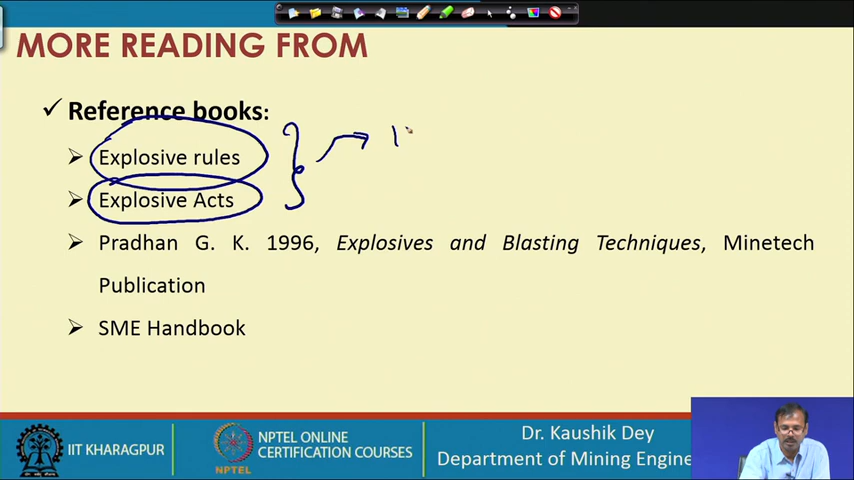 MORE READING FROM
✓ Reference books:
➢ Explosive rules
➢ Explosive Acts
➢ Pradhan G. K. 1996, Explosives and Blasting Techniques, Minetech
Publication
➢ SME Handbook
IIT KHARAGPUR
NPTEL
NPTEL ONLINE
CERTIFICATION COURSES
Dr. Kaushik Dey
Department of Mining Engine